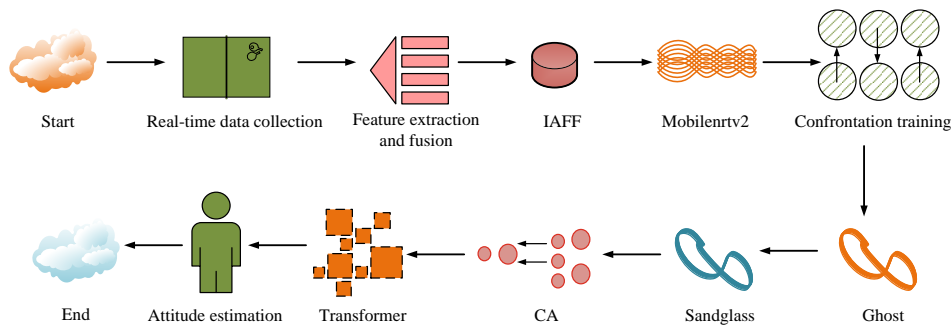 Start
Real-time data collection
Feature extraction
and fusion
IAFF
Mobilenrtv2
Confrontation training
End
Attitude estimation
Transformer
CA
Sandglass
Ghost